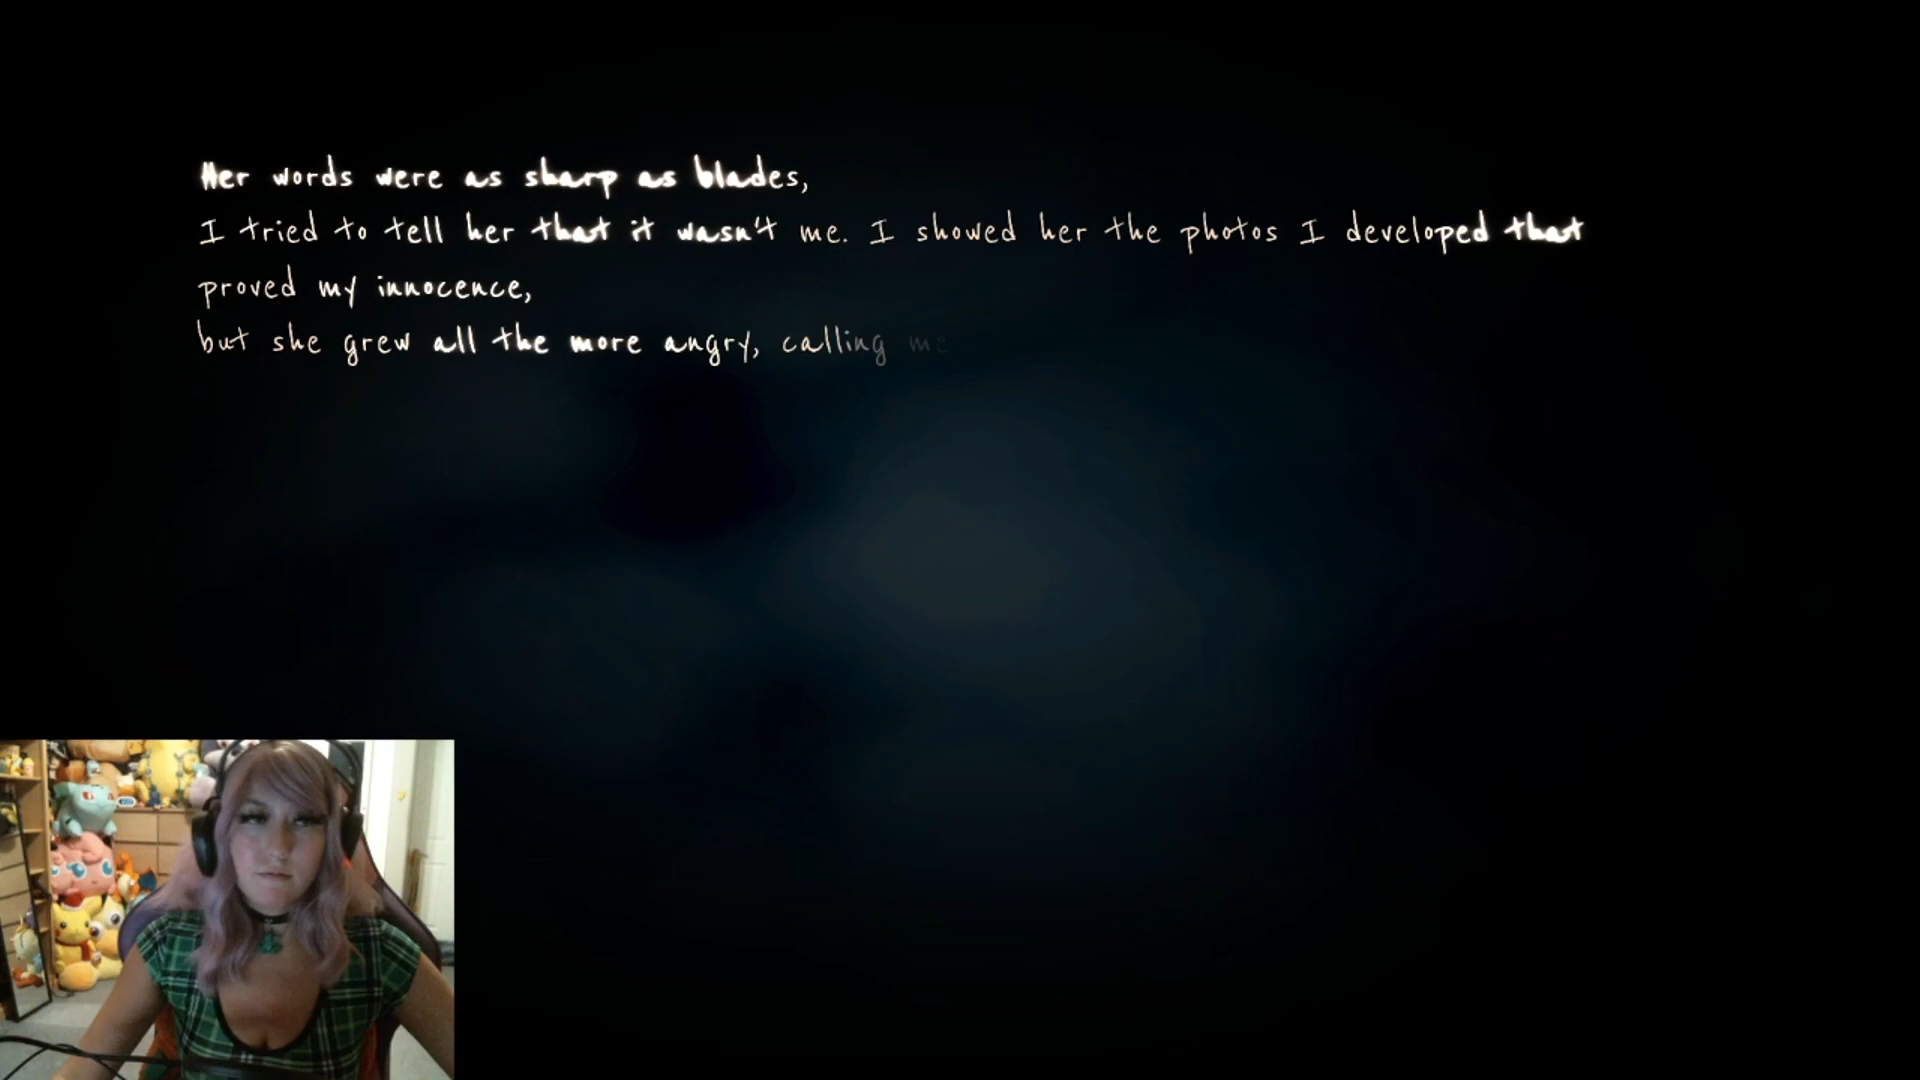 Her words were as sharp as blades,
I tried to tell her that it wasn't me. I showed her the photos I developed that
proved my innocence,
but she grew all the more angry, calling me